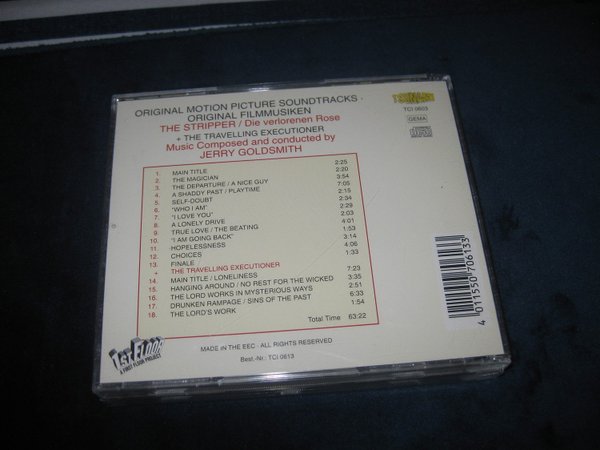 ORIGINAL MOTION PICTURE SOUNDTRACKS ·
ORIGINAL FILMMUSIKEN
THE STRIPPER / Die verlorenen Rose
+ THE TRAVELLING EXECUTIONER
Music Composed and conducted by
JERRY GOLDSMITH
TCI 0603
GEMA
1. MAIN TITLE 2:25
2. THE MAGICIAN 2:20
3. THE DEPARTURE / A NICE GUY 3:54
4. A SHADDY PAST / PLAYTIME 7:05
5. SELF-DOUBT 2:15
6. "WHO I AM" 2:34
7. "I LOVE YOU" 2:29
8. A LONELY DRIVE 2:03
9. TRUE LOVE / THE BEATING 4:01
10. "I AM GOING BACK" 1:53
11. HOPELESSNESS 3:14
12. CHOICES 4:06
13. FINALE 1:33
+ THE TRAVELLING EXECUTIONER
14. MAIN TITLE / LONELINESS 7:23
15. HANGING AROUND / NO REST FOR THE WICKED 3:35
16. THE LORD WORKS IN MYSTERIOUS WAYS 2:51
17. DRUNKEN RAMPAGE / SINS OF THE PAST 6:33
18. THE LORD'S WORK 1:54
Total Time 63:22
4 011550 706133
1ST FLOOR
A FIRST FLOOR PROJECT
MADE IN THE EEC · ALL RIGHTS RESERVED
Best.-Nr.: TCI 0613